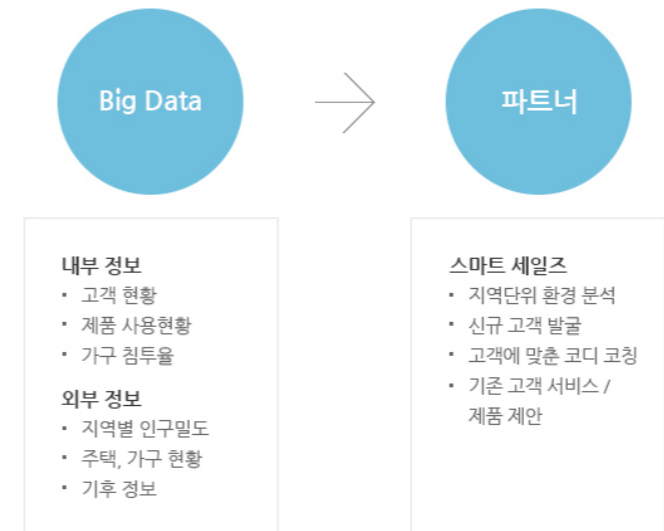 Big Data
파트너
내부 정보
· 고객 현황
· 제품 사용현황
· 가구 침투율
외부 정보
· 지역별 인구밀도
· 주택, 가구 현황
· 기후 정보
스마트 세일즈
· 지역단위 환경 분석
· 신규 고객 발굴
· 고객에 맞춘 코디 코칭
· 기존 고객 서비스 /
제품 제안